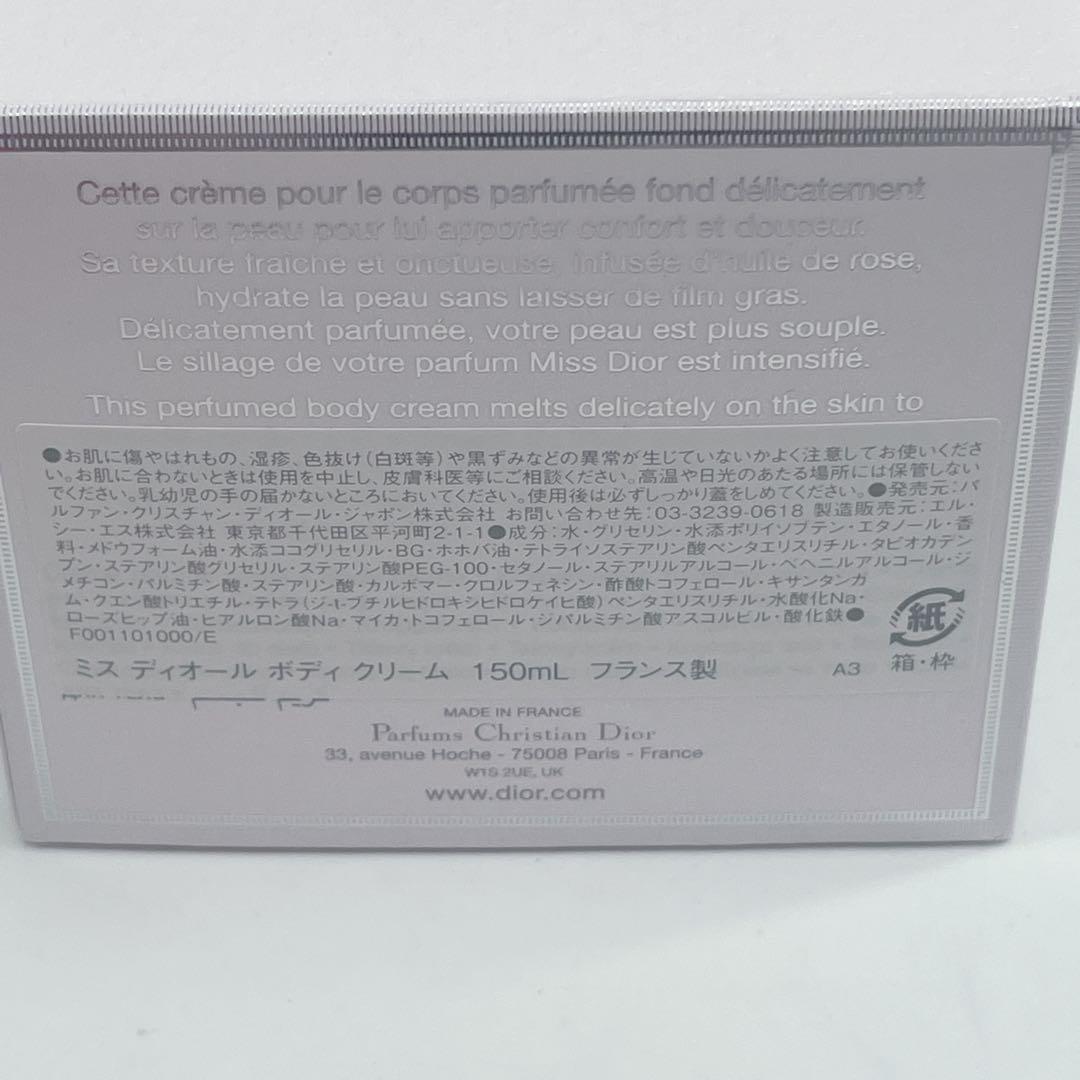 Cette crème pour le corps parfumée fond délicatement
sur la peau pour lui apporter confort et douceur.
Sa texture fraîche et onctueuse, infusée d'huile de rose,
hydrate la peau sans laisser de film gras.
Délicatement parfumée, votre peau est plus souple.
Le sillage de votre parfum Miss Dior est intensifié.
This perfumed body cream melts delicately on the skin to
●お肌に傷やはれもの、湿疹、色抜け(白斑等)や黒ずみなどの異常が生じていないかよく注意してお使いくださ
い。お肌に合わないときは使用を中止し、皮膚科医等にご相談ください。高温や日光のあたる場所には保管しない
でください。乳幼児の手の届かないところにおいてください。使用後は必ずしっかり蓋をしめてください。●発売元:パ
ルファン・クリスチャン・ディオール・ジャポン株式会社 お問い合わせ先:03-3239-0618 製造販売元:エル・
シー・エス株式会社 東京都千代田区平河町2-1-1●成分:水・グリセリン・水添ポリイソブテン・エタノール・香
料・メドウフォーム油・水添ココグリセリル・BG・ホホバ油・テトライソステアリン酸ペンタエリスリチル・タピオカデン
プン・ステアリン酸グリセリル・ステアリン酸PEG-100・セタノール・ステアリルアルコール・ベヘニルアルコール・ジ
メチコン・パルミチン酸・ステアリン酸・カルボマー・クロルフェネシン・酢酸トコフェロール・キサンタンガ
ム・クエン酸トリエチル・テトラ(ジ-t-ブチルヒドロキシヒドロケイヒ酸)ペンタエリスリチル・水酸化Na・
ローズヒップ油・ヒアルロン酸Na・マイカ・トコフェロール・ジパルミチン酸アスコルビル・酸化鉄●
F001101000/E
ミス ディオール ボディ クリーム 150mL フランス製 A3
紙
箱・枠
MADE IN FRANCE
Parfums Christian Dior
33, avenue Hoche - 75008 Paris - France
W1S 2UE, UK
www.dior.com